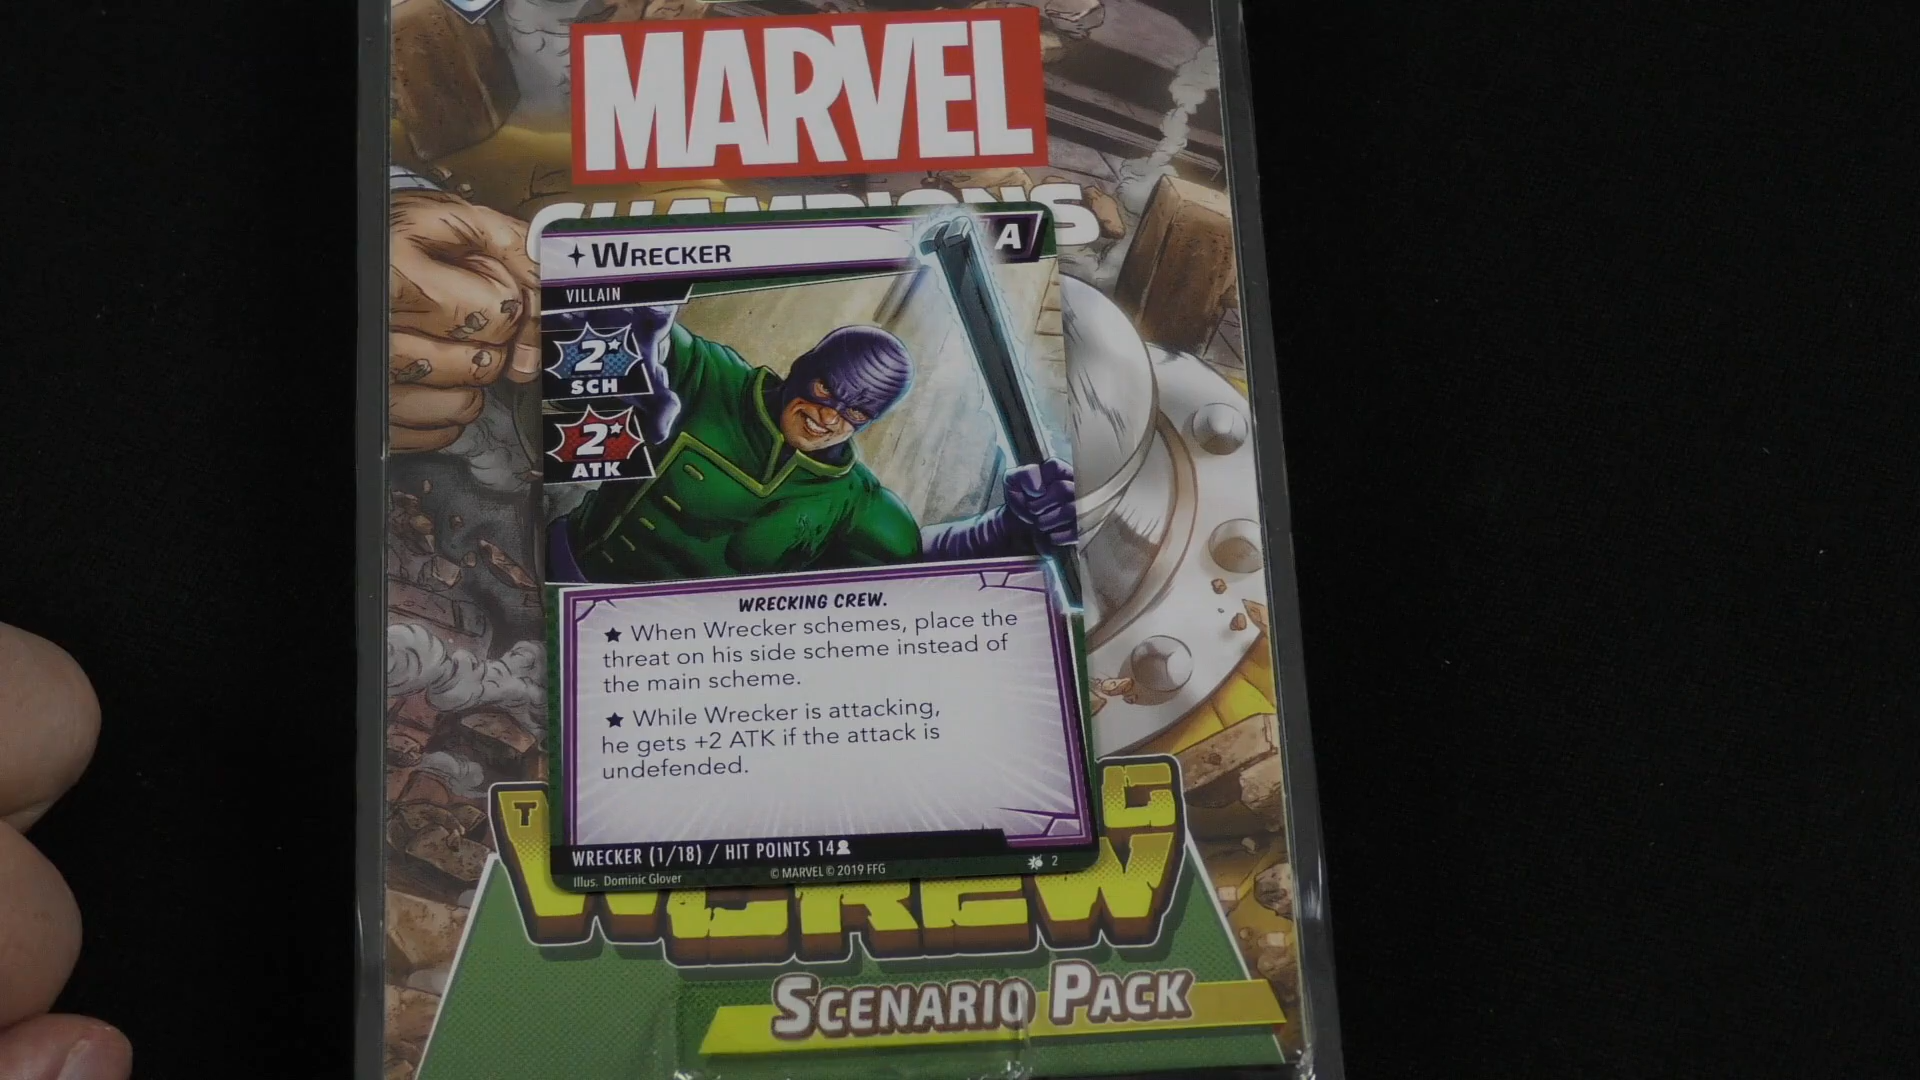 MARVEL
CHAMPIONS
WRECKER
A
VILLAIN
2
SCH
2
ATK
WRECKING CREW.
★ When Wrecker schemes, place the
threat on his side scheme instead of
the main scheme.
★ While Wrecker is attacking,
he gets +2 ATK if the attack is
undefended.
WRECKER (1/18) / HIT POINTS 14
Illus. Dominic Glover
© MARVEL © 2019 FFG
2
CREW
SCENARIO PACK